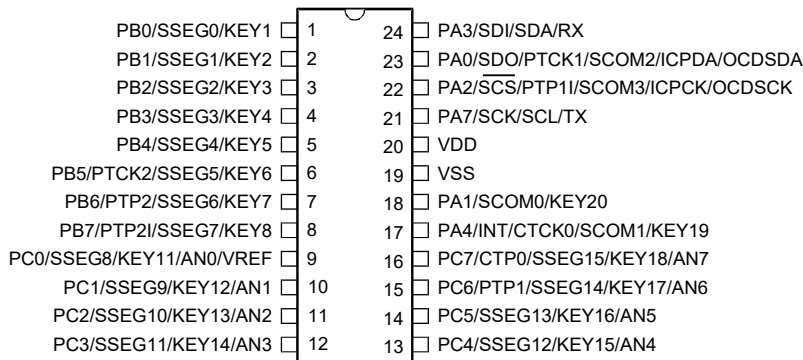 PB0/SSEG0/KEY1 1 24 PA3/SDI/SDA/RX
PB1/SSEG1/KEY2 2 23 PA0/SDO/PTCK1/SCOM2/ICPDA/OCDSDA
PB2/SSEG2/KEY3 3 22 PA2/SCS/PTP1I/SCOM3/ICPCK/OCDSCK
PB3/SSEG3/KEY4 4 21 PA7/SCK/SCL/TX
PB4/SSEG4/KEY5 5 20 VDD
PB5/PTCK2/SSEG5/KEY6 6 19 VSS
PB6/PTP2/SSEG6/KEY7 7 18 PA1/SCOM0/KEY20
PB7/PTP2I/SSEG7/KEY8 8 17 PA4/INT/CTCK0/SCOM1/KEY19
PC0/SSEG8/KEY11/AN0/VREF 9 16 PC7/CTP0/SSEG15/KEY18/AN7
PC1/SSEG9/KEY12/AN1 10 15 PC6/PTP1/SSEG14/KEY17/AN6
PC2/SSEG10/KEY13/AN2 11 14 PC5/SSEG13/KEY16/AN5
PC3/SSEG11/KEY14/AN3 12 13 PC4/SSEG12/KEY15/AN4